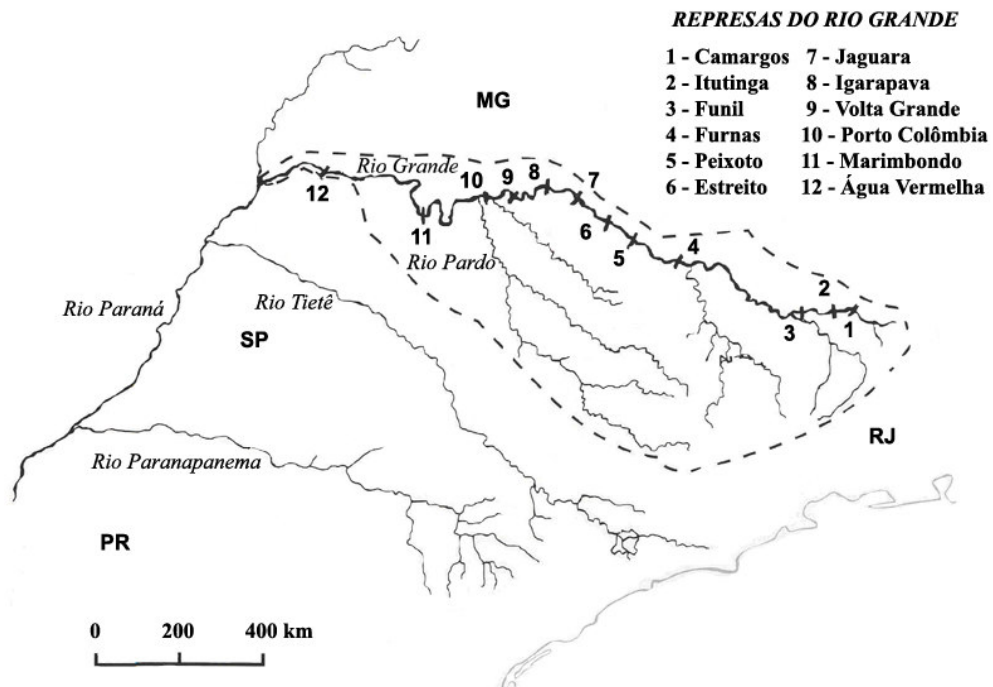 REPRESAS DO RIO GRANDE
1 - Camargos 7 - Jaguara
2 - Itutinga 8 - Igarapava
3 - Funil 9 - Volta Grande
4 - Furnas 10 - Porto Colômbia
5 - Peixoto 11 - Marimbondo
6 - Estreito 12 - Água Vermelha
MG
Rio Grande
12
11
10
9
8
7
6
5
4
3
2
1
Rio Pardo
Rio Tietê
Rio Paraná
SP
RJ
Rio Paranapanema
PR
0 200 400 km